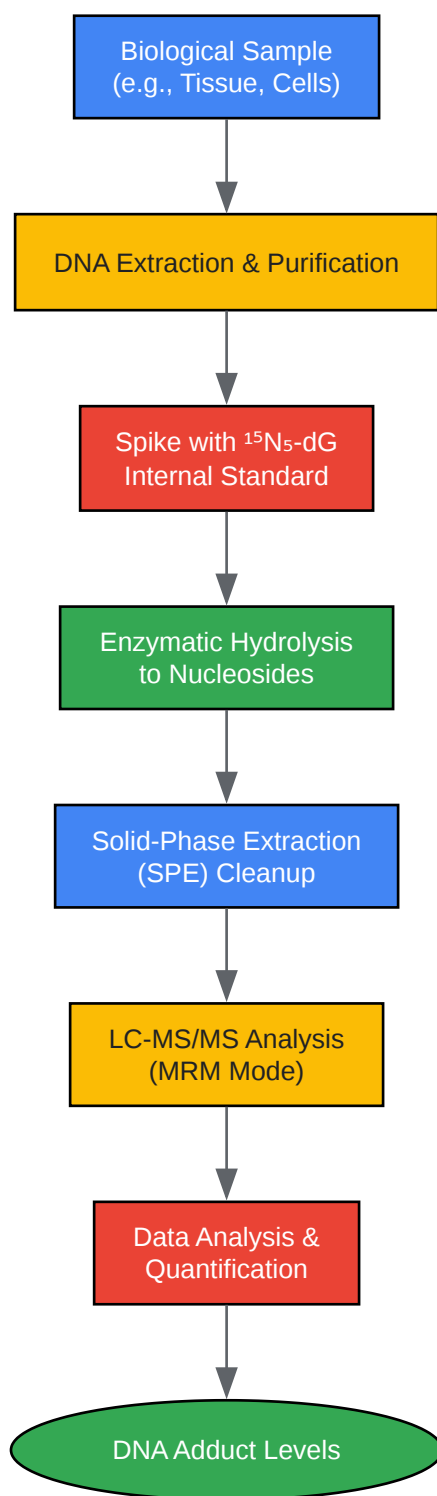 Biological Sample
(e.g., Tissue, Cells)
DNA Extraction & Purification
Spike with ¹⁵N₅-dG
Internal Standard
Enzymatic Hydrolysis
to Nucleosides
Solid-Phase Extraction
(SPE) Cleanup
LC-MS/MS Analysis
(MRM Mode)
Data Analysis &
Quantification
DNA Adduct Levels